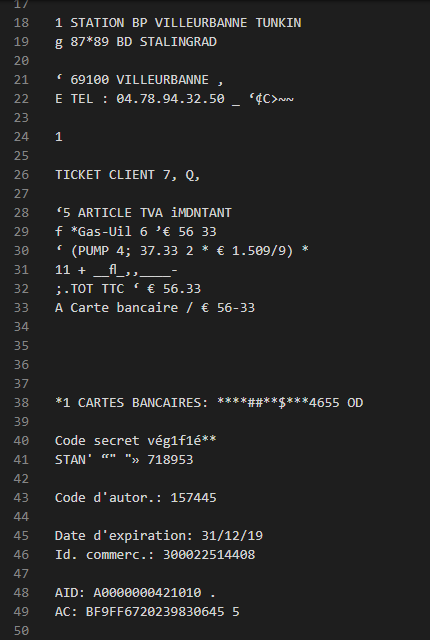 17
18 1 STATION BP VILLEURBANNE TUNKIN
19 g 87*89 BD STALINGRAD
20
21 ‘ 69100 VILLEURBANNE ,
22 E TEL : 04.78.94.32.50 _ ‘¢C>~~
23
24 1
25
26 TICKET CLIENT 7, Q,
27
28 ‘5 ARTICLE TVA iMDNTANT
29 f *Gas-Uil 6 ’€ 56 33
30 ‘ (PUMP 4; 37.33 2 * € 1.509/9) *
31 11 + __fl_,,____-
32 ;.TOT TTC ‘ € 56.33
33 A Carte bancaire / € 56-33
34
35
36
37
38 *1 CARTES BANCAIRES: ****##**$***4655 OD
39
40 Code secret vég1f1é**
41 STAN' “" "» 718953
42
43 Code d'autor.: 157445
44
45 Date d'expiration: 31/12/19
46 Id. commerc.: 300022514408
47
48 AID: A0000000421010 .
49 AC: BF9FF6720239830645 5
50